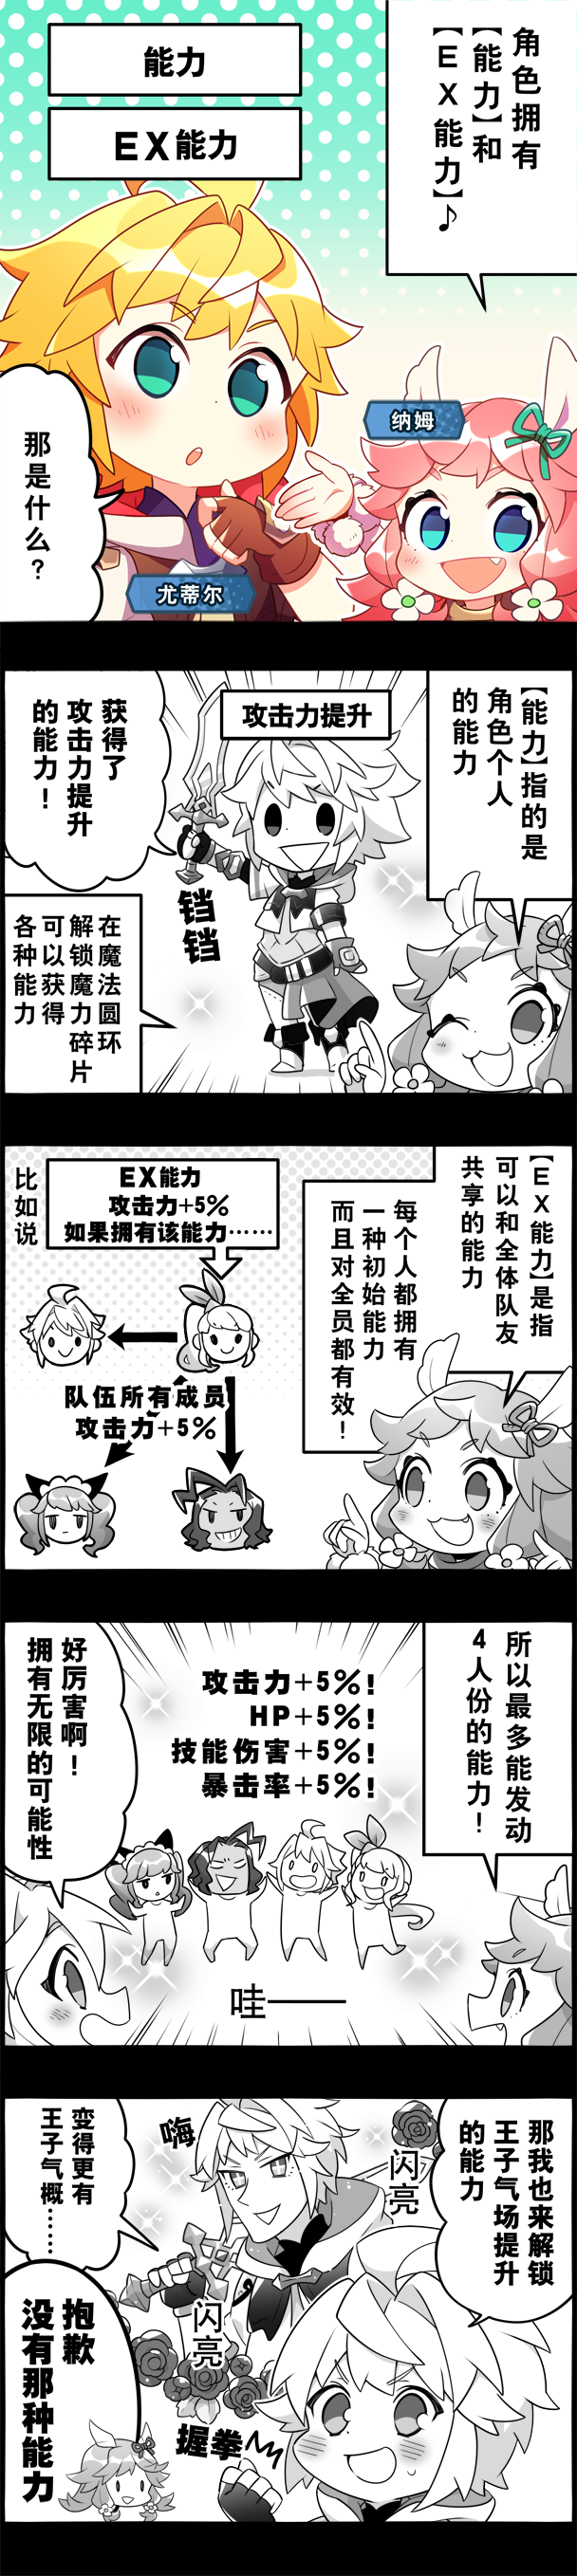 角色拥有
【能力】和
【EX能力】♪
能力
EX能力
纳姆
那是什么？
尤蒂尔
【能力】指的是
角色个人
的能力
攻击力提升
获得了
攻击力提升
的能力！
铛铛
在魔法圆环
解锁魔力碎片
可以获得
各种能力
【EX能力】是指
可以和全体队友
共享的能力
每个人都拥有
一种初始能力
而且对全员都有效！
比如说
EX能力
攻击力+5%
如果拥有该能力……
队伍所有成员
攻击力+5%
所以最多能发动
4人份的能力！
攻击力+5%!
HP+5%!
技能伤害+5%!
暴击率+5%!
好厉害啊！
拥有无限的可能性
哇——
那我也来解锁
王子气场提升
的能力
嗨
闪亮
闪亮
变得更有
王子气概……
握拳
抱歉
没有那种能力